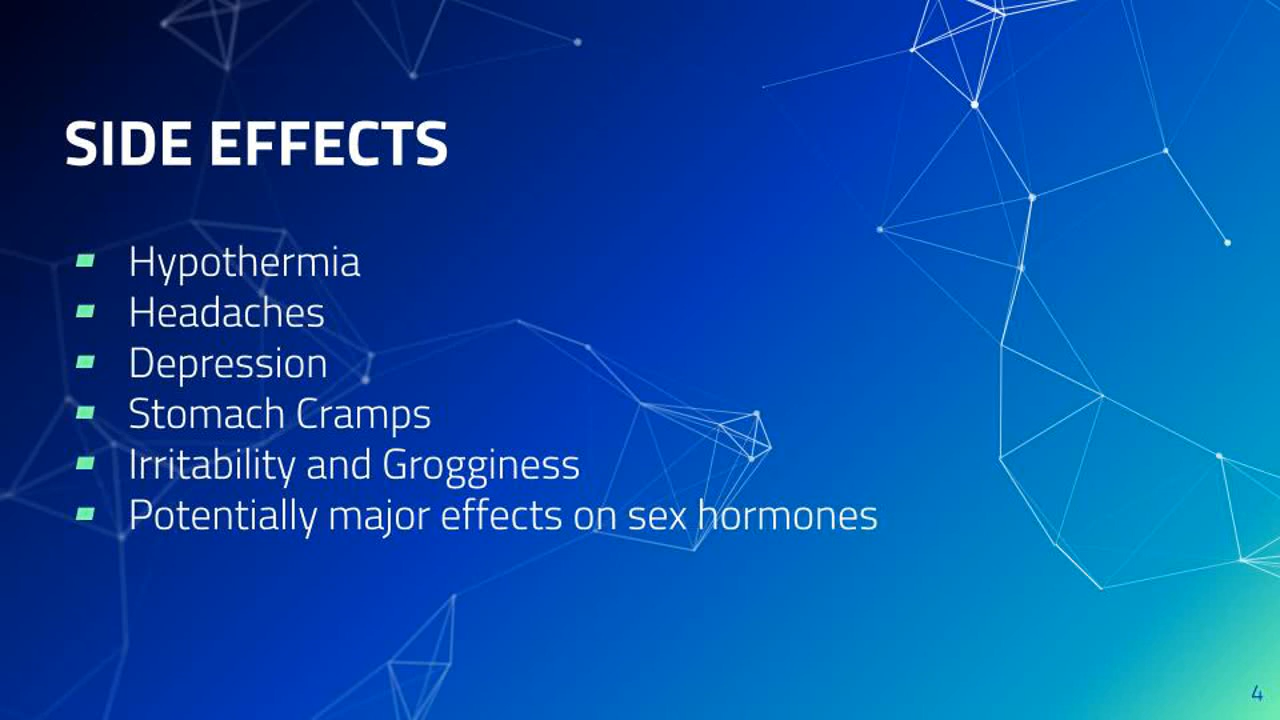 SIDE EFFECTS
Hypothermia
Headaches
Depression
Stomach Cramps
Irritability and Grogginess
Potentially major effects on sex hormones
4